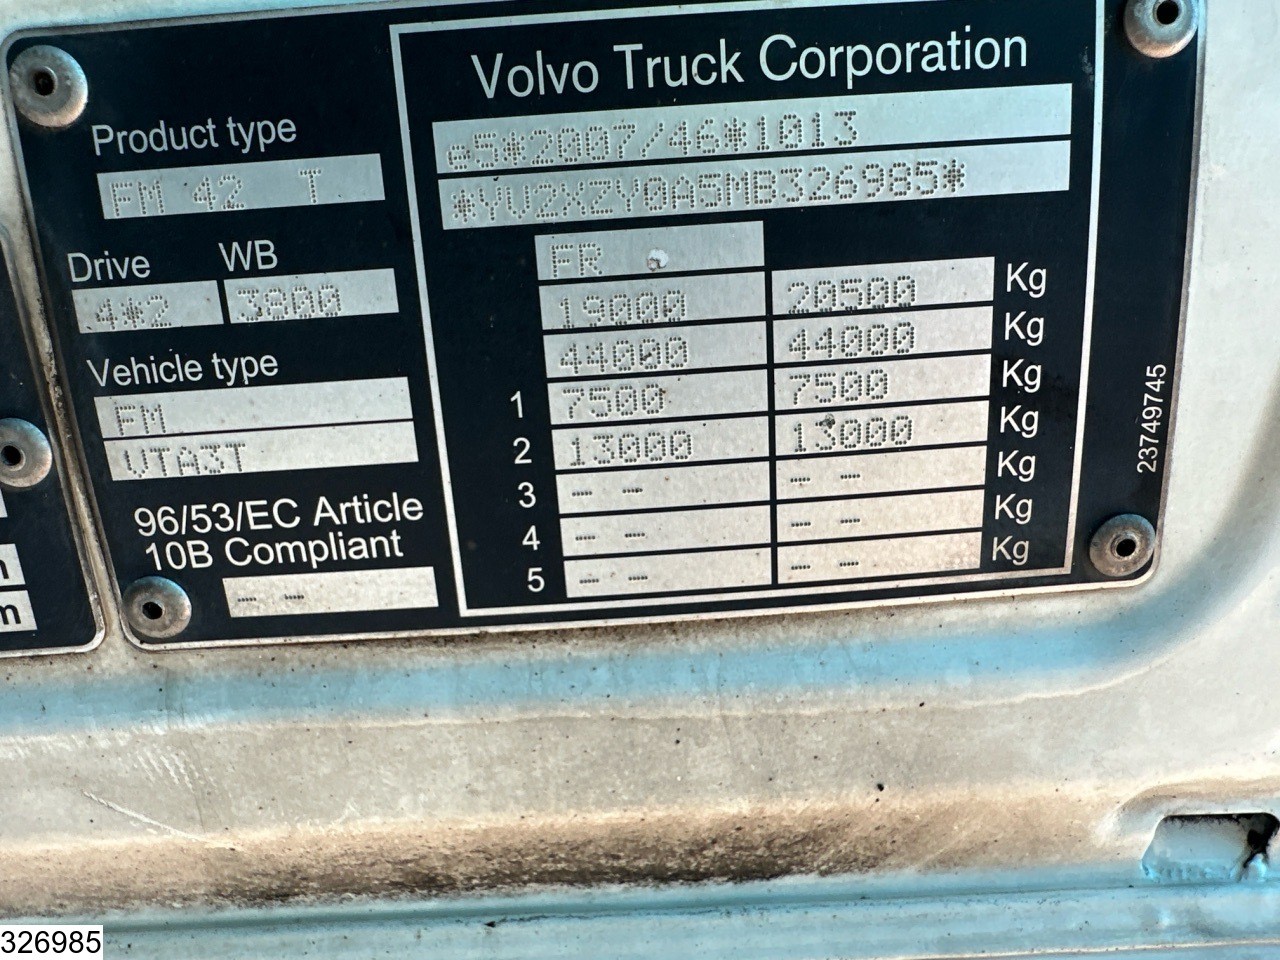 Volvo Truck Corporation
e5*2007/46*1013
*YV2XZY0A5MB326985*
Product type
FM 42 T
Drive WB
4*2 3800
Vehicle type
FM
VTA3T
96/53/EC Article
10B Compliant
-- --
FR
19000 20500 Kg
44000 44000 Kg
1 7500 7500 Kg
2 13000 13000 Kg
3 -- -- -- -- Kg
4 -- -- -- -- Kg
5 -- -- -- -- Kg
23749745
m
326985